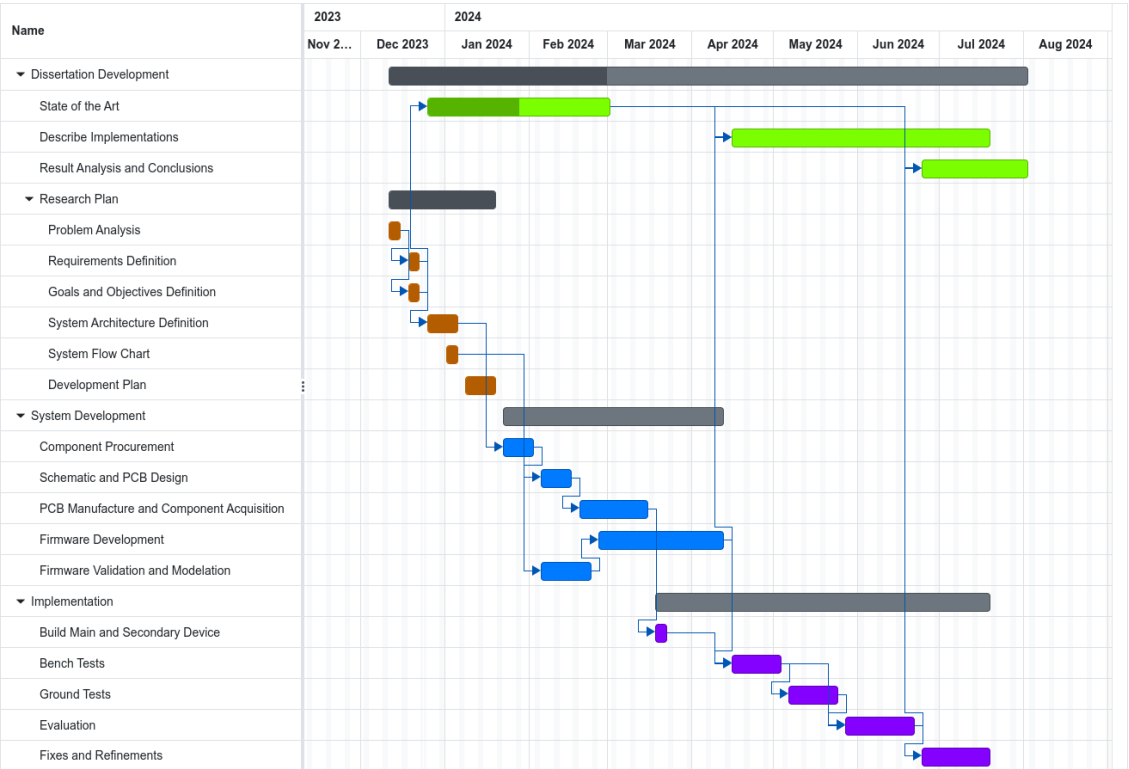 Name
2023
2024
Nov 2...
Dec 2023
Jan 2024
Feb 2024
Mar 2024
Apr 2024
May 2024
Jun 2024
Jul 2024
Aug 2024
Dissertation Development
State of the Art
Describe Implementations
Result Analysis and Conclusions
Research Plan
Problem Analysis
Requirements Definition
Goals and Objectives Definition
System Architecture Definition
System Flow Chart
Development Plan
System Development
Component Procurement
Schematic and PCB Design
PCB Manufacture and Component Acquisition
Firmware Development
Firmware Validation and Modelation
Implementation
Build Main and Secondary Device
Bench Tests
Ground Tests
Evaluation
Fixes and Refinements